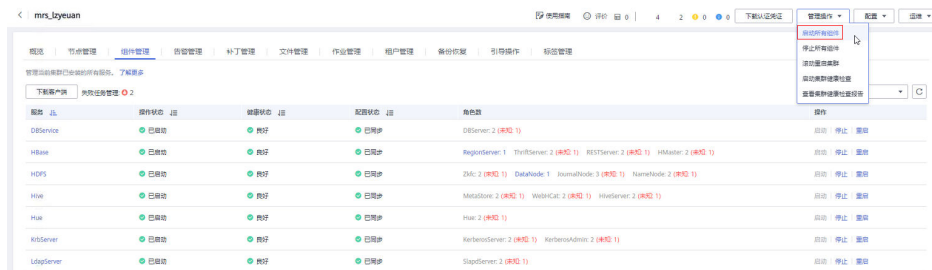 mrs_lzyeuan
使用指南 评价 0 4 2 0 0 下载认证凭证 管理操作 配置 运维
启动所有组件
停止所有组件
滚动重启集群
启动集群健康检查
查看集群健康检查报告
概览 节点管理 组件管理 告警管理 补丁管理 文件管理 作业管理 租户管理 备份恢复 引导操作 标签管理
管理当前集群已安装的所有服务。 了解更多
下载客户端 失败任务管理 2
服务 操作状态 健康状态 配置状态 角色数 操作
DBService 已启动 良好 已同步 DBServer: 2 (未知: 1) 启动 停止 重启
HBase 已启动 良好 已同步 RegionServer: 1 ThriftServer: 2 (未知: 1) RESTServer: 2 (未知: 1) HMaster: 2 (未知: 1) 启动 停止 重启
HDFS 已启动 良好 已同步 Zkfc: 2 (未知: 1) DataNode: 1 JournalNode: 3 (未知: 1) NameNode: 2 (未知: 1) 启动 停止 重启
Hive 已启动 良好 已同步 MetaStore: 2 (未知: 1) WebHCat: 2 (未知: 1) HiveServer: 2 (未知: 1) 启动 停止 重启
Hue 已启动 良好 已同步 Hue: 2 (未知: 1) 启动 停止 重启
KrbServer 已启动 良好 已同步 KerberosServer: 2 (未知: 1) KerberosAdmin: 2 (未知: 1) 启动 停止 重启
LdapServer 已启动 良好 已同步 SlapdServer: 2 (未知: 1) 启动 停止 重启